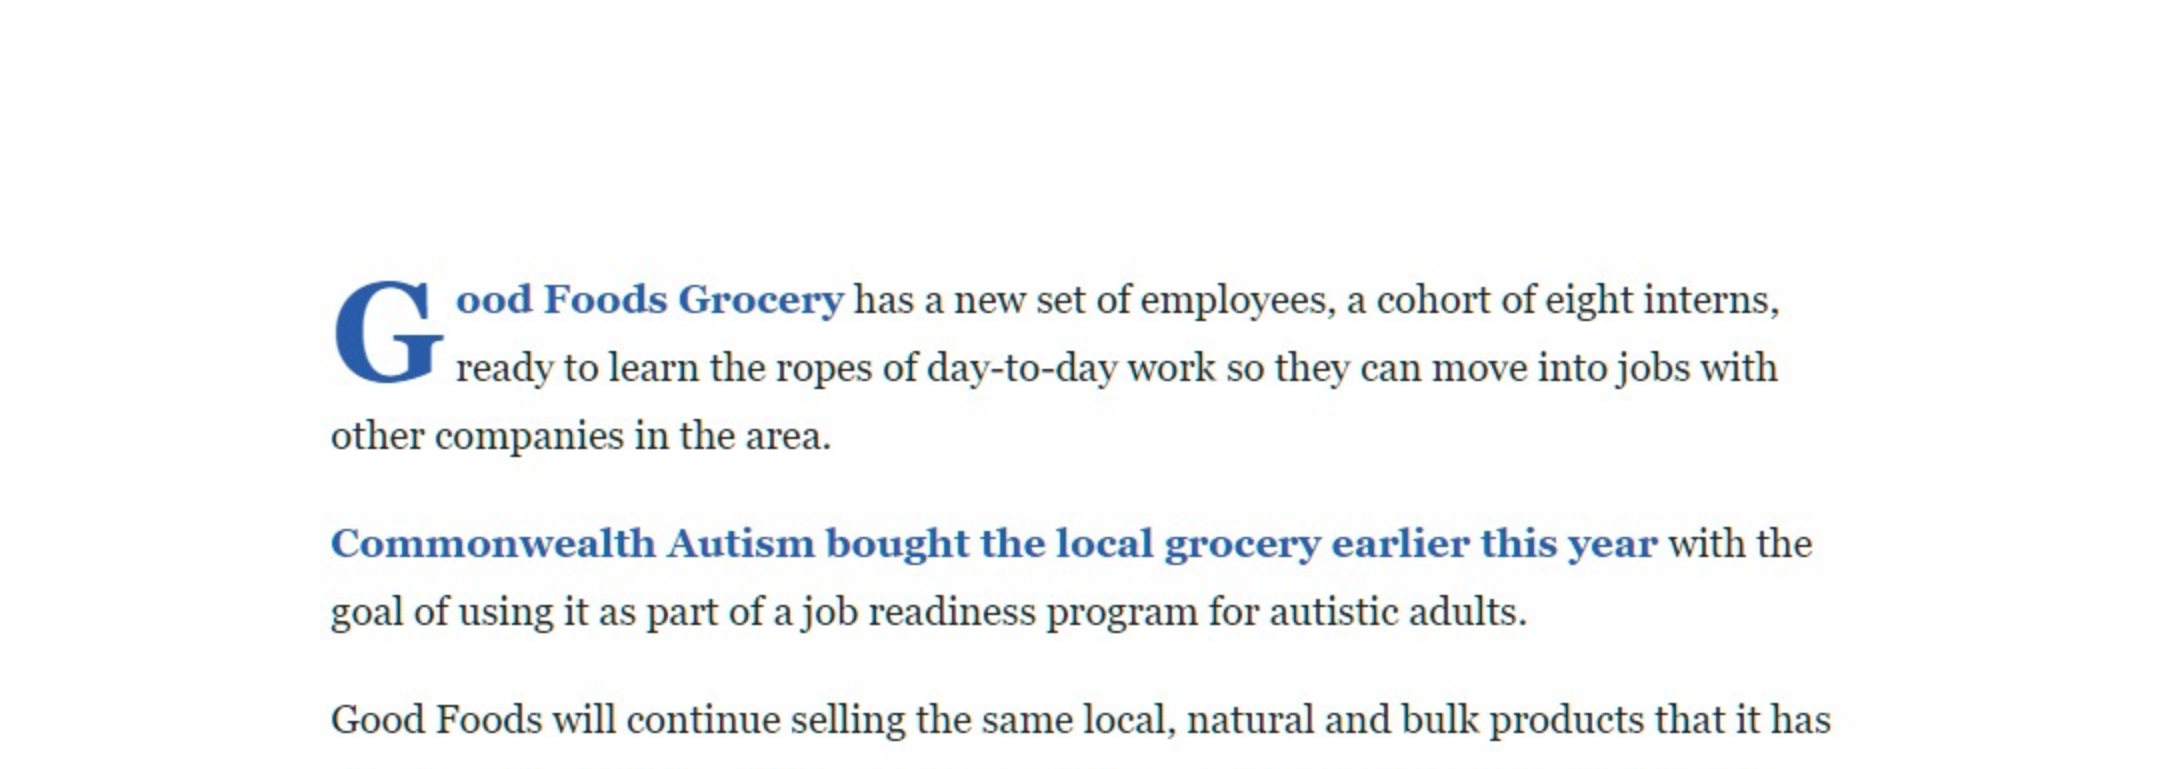 Good Foods Grocery has a new set of employees, a cohort of eight interns,
ready to learn the ropes of day-to-day work so they can move into jobs with
other companies in the area.
Commonwealth Autism bought the local grocery earlier this year with the
goal of using it as part of a job readiness program for autistic adults.
Good Foods will continue selling the same local, natural and bulk products that it has